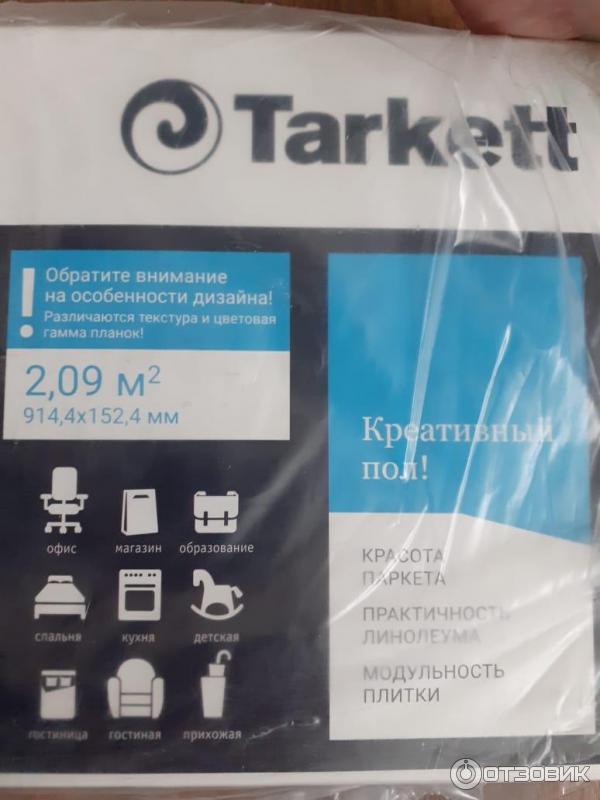 Tarkett
! Обратите внимание
на особенности дизайна!
Различаются текстура и цветовая
гамма планок!
2,09 м²
914,4x152,4 мм
Креативный
пол!
офис магазин образование
спальня кухня детская
гостиница гостиная прихожая
КРАСОТА
ПАРКЕТА
ПРАКТИЧНОСТЬ
ЛИНОЛЕУМА
МОДУЛЬНОСТЬ
ПЛИТКИ
ОТЗОВИК